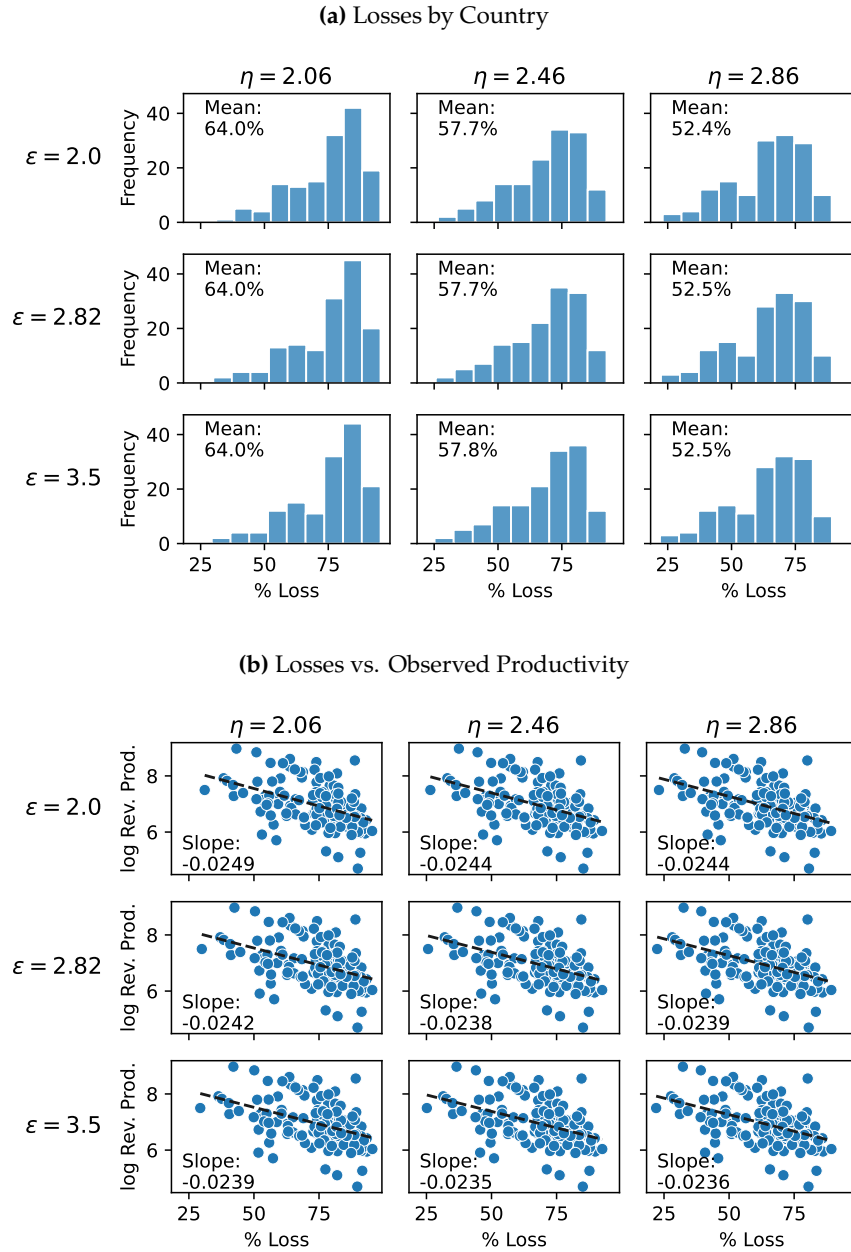 (a) Losses by Country
η = 2.06 η = 2.46 η = 2.86
ε = 2.0
Frequency
40
20
0
Mean:
64.0%
Mean:
57.7%
Mean:
52.4%
ε = 2.82
Frequency
40
20
0
Mean:
64.0%
Mean:
57.7%
Mean:
52.5%
ε = 3.5
Frequency
40
20
0
Mean:
64.0%
Mean:
57.8%
Mean:
52.5%
25 50 75 25 50 75 25 50 75
% Loss % Loss % Loss
(b) Losses vs. Observed Productivity
η = 2.06 η = 2.46 η = 2.86
ε = 2.0
log Rev. Prod.
8
6
Slope:
-0.0249
Slope:
-0.0244
Slope:
-0.0244
ε = 2.82
log Rev. Prod.
8
6
Slope:
-0.0242
Slope:
-0.0238
Slope:
-0.0239
ε = 3.5
log Rev. Prod.
8
6
Slope:
-0.0239
Slope:
-0.0235
Slope:
-0.0236
25 50 75 25 50 75 25 50 75
% Loss % Loss % Loss